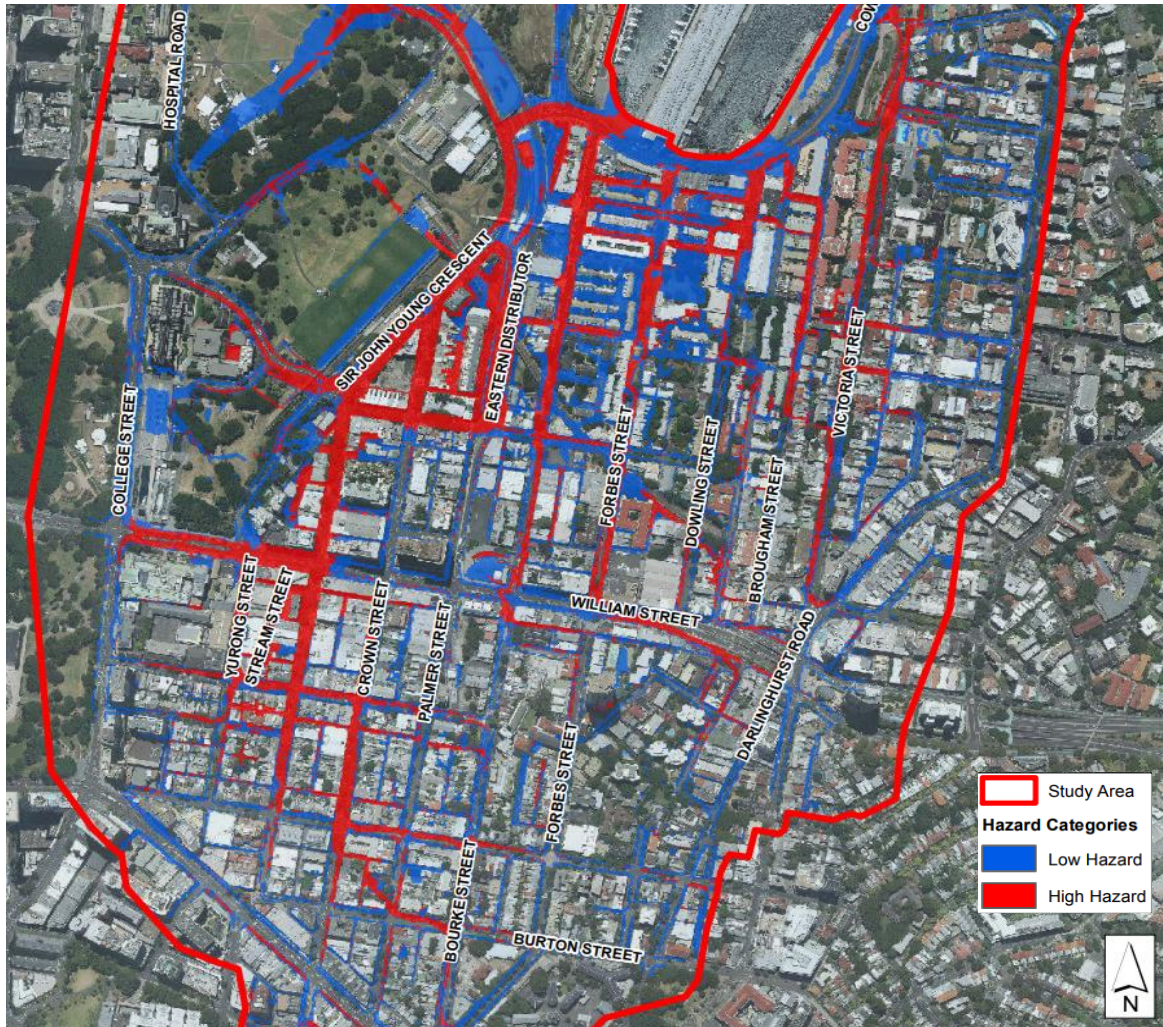 HOSPITAL ROAD
COW
SIR JOHN YOUNG CRESCENT
EASTERN DISTRIBUTOR
COLLEGE STREET
VICTORIA STREET
FORBES STREET
DOWLING STREET
BROUGHAM STREET
YURONG STREET
STREAM STREET
CROWN STREET
PALMER STREET
WILLIAM STREET
DARLINGHURST ROAD
FORBES STREET
BOURKE STREET
BURTON STREET
Study Area
Hazard Categories
Low Hazard
High Hazard
N